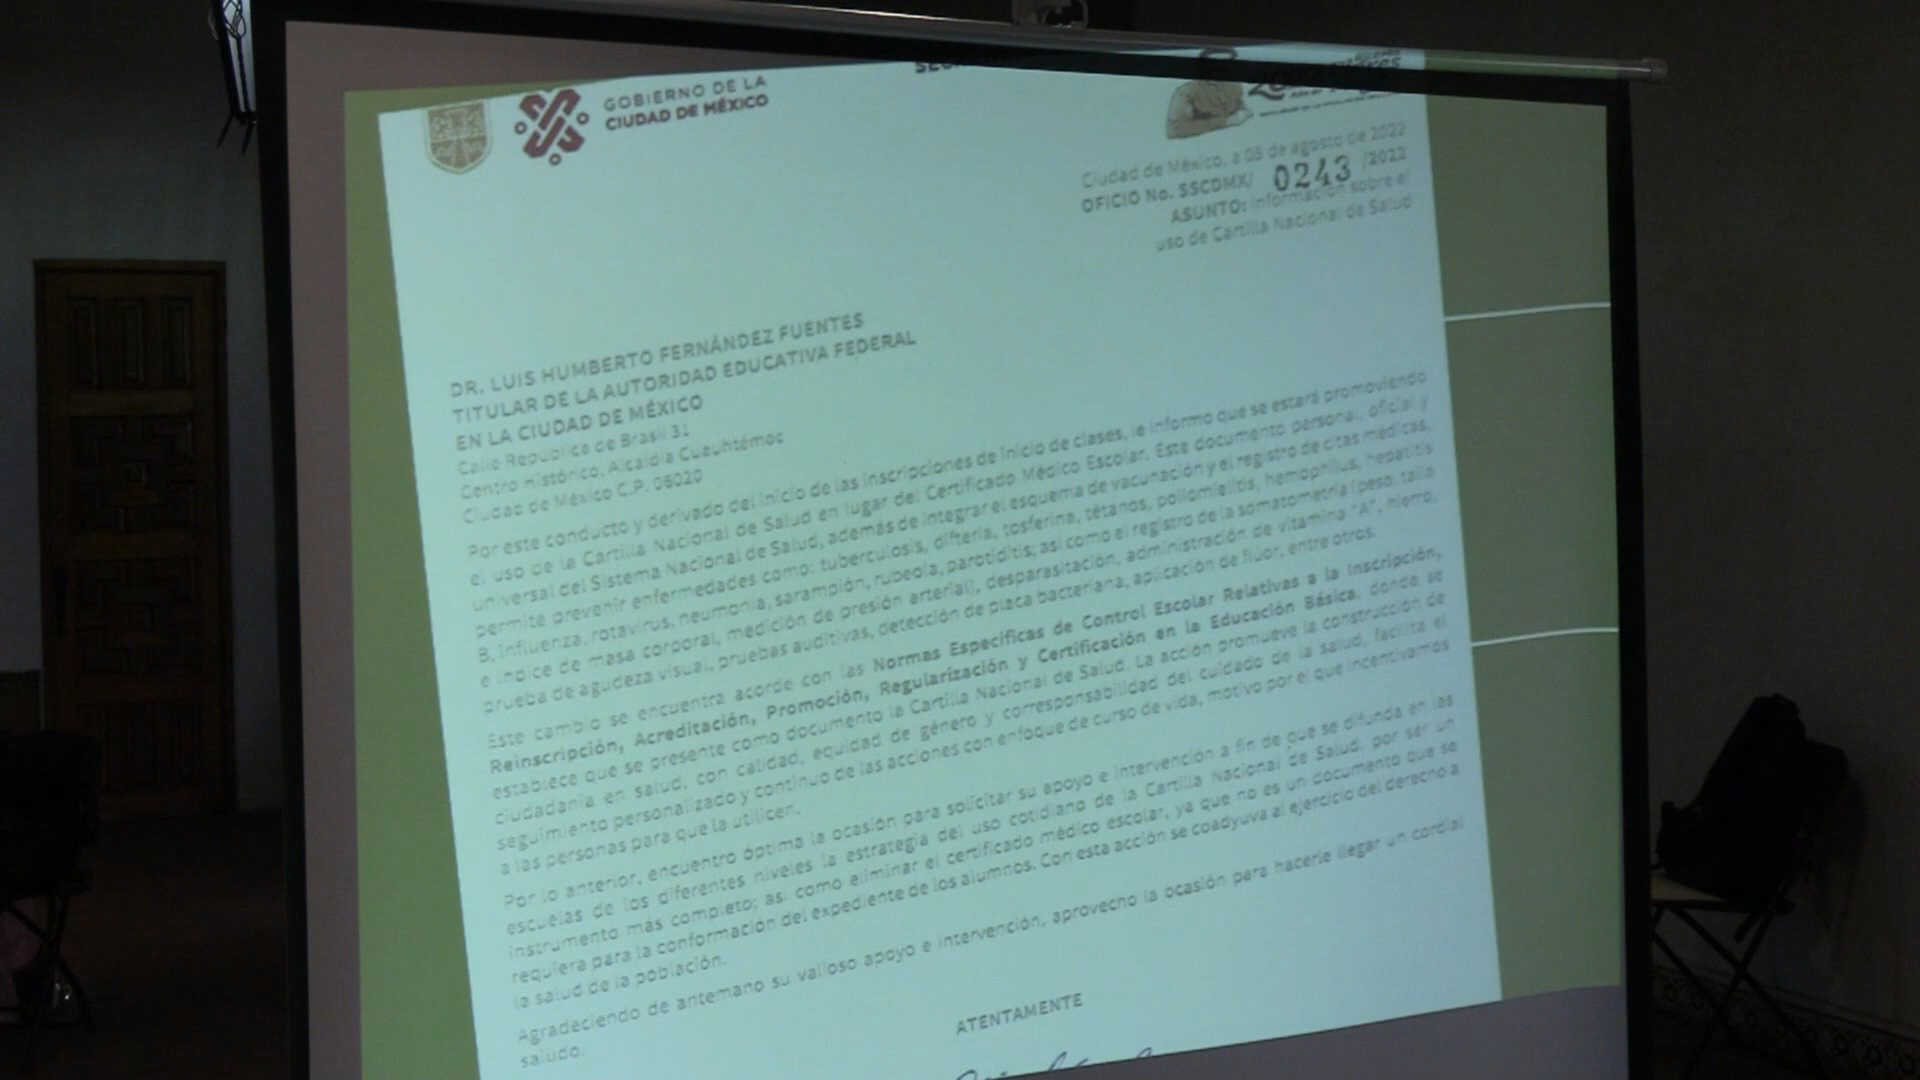 GOBIERNO DE LA
CIUDAD DE MÉXICO
Ciudad de México, a 05 de agosto de 2022
OFICIO No. SSCDMX/ 0243 /2022
ASUNTO: Información sobre el
uso de Cartilla Nacional de Salud
DR. LUIS HUMBERTO FERNÁNDEZ FUENTES
TITULAR DE LA AUTORIDAD EDUCATIVA FEDERAL
EN LA CIUDAD DE MÉXICO
Calle República de Brasil 31
Centro Histórico, Alcaldía Cuauhtémoc
Ciudad de México C.P. 06020
Por este conducto y derivado del inicio de las inscripciones de inicio de clases, le informo que se estará promoviendo
el uso de la Cartilla Nacional de Salud en lugar del Certificado Médico Escolar. Este documento personal, oficial y
universal del Sistema Nacional de Salud, además de integrar el esquema de vacunación y el registro de citas médicas,
permite prevenir enfermedades como: tuberculosis, difteria, tosferina, tétanos, poliomielitis, hemophilus, hepatitis
B, influenza, rotavirus, neumonía, sarampión, rubeola, parotiditis; así como el registro de la somatometría (peso, talla
e índice de masa corporal, medición de presión arterial), desparasitación, administración de vitamina "A", hierro,
prueba de agudeza visual, pruebas auditivas, detección de placa bacteriana, aplicación de flúor, entre otros.
Este cambio se encuentra acorde con las Normas Específicas de Control Escolar Relativas a la Inscripción,
Reinscripción, Acreditación, Promoción, Regularización y Certificación en la Educación Básica, donde se
establece que se presente como documento la Cartilla Nacional de Salud. La acción promueve la construcción de
ciudadanía en salud, con calidad, equidad de género y corresponsabilidad del cuidado de la salud, facilita el
seguimiento personalizado y continuo de las acciones con enfoque de curso de vida, motivo por el que incentivamos
a las personas para que la utilicen.
Por lo anterior, encuentro óptima la ocasión para solicitar su apoyo e intervención a fin de que se difunda en las
escuelas de los diferentes niveles la estrategia del uso cotidiano de la Cartilla Nacional de Salud, por ser un
instrumento más completo; así como eliminar el certificado médico escolar, ya que no es un documento que se
requiera para la conformación del expediente de los alumnos. Con esta acción se coadyuva al ejercicio del derecho a
la salud de la población.
Agradeciendo de antemano su valioso apoyo e intervención, aprovecho la ocasión para hacerle llegar un cordial
saludo.
ATENTAMENTE